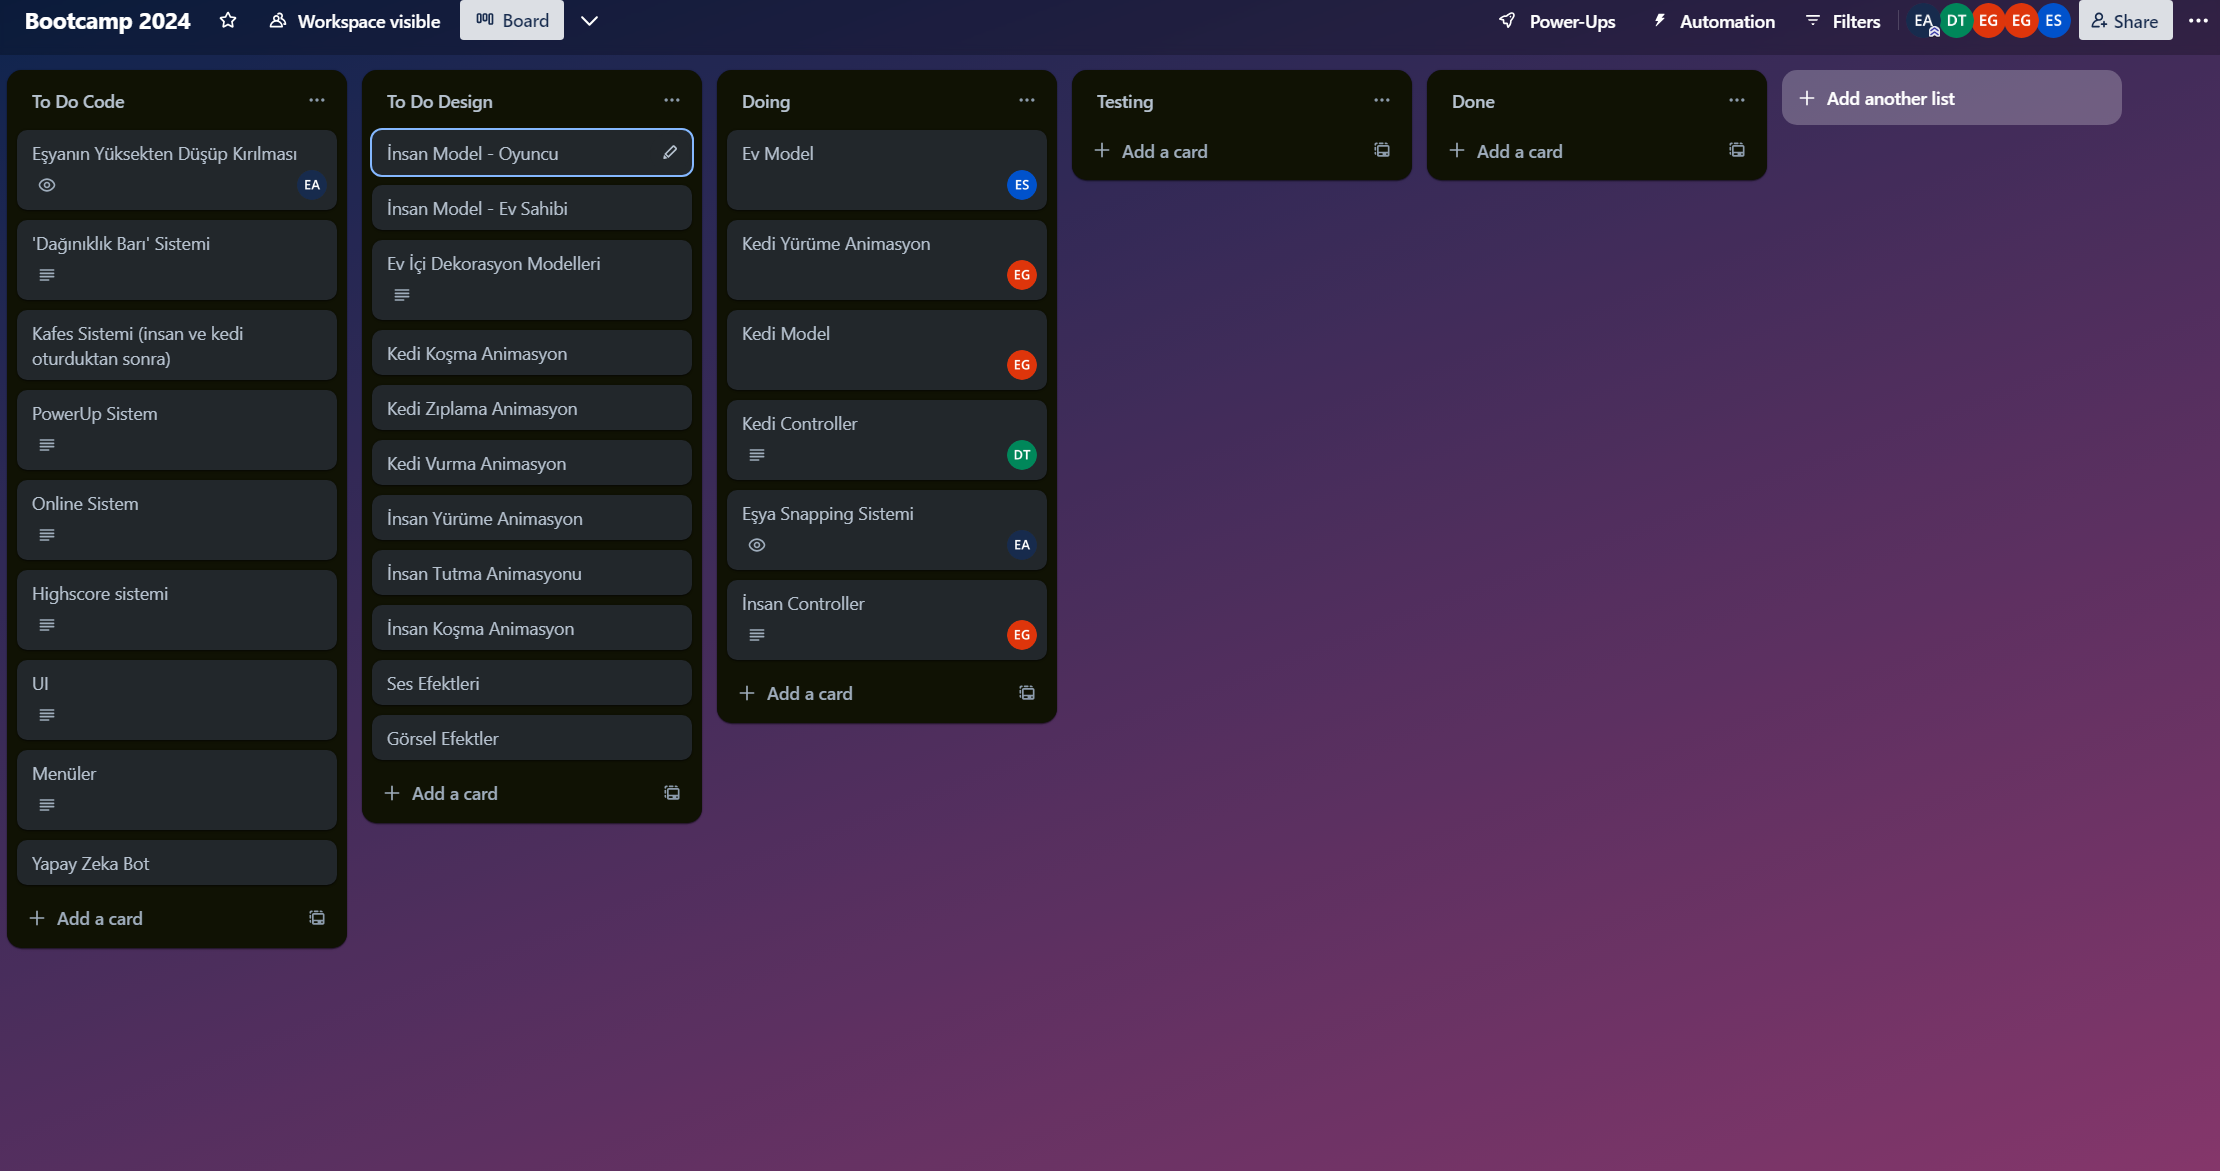 Bootcamp 2024
Workspace visible
Board
Power-Ups
Automation
Filters
EA
DT
EG
EG
ES
Share
To Do Code
Eşyanın Yüksekten Düşüp Kırılması
EA
'Dağınıklık Barı' Sistemi
Kafes Sistemi (insan ve kedi
oturduktan sonra)
PowerUp Sistem
Online Sistem
Highscore sistemi
UI
Menüler
Yapay Zeka Bot
Add a card
To Do Design
İnsan Model - Oyuncu
İnsan Model - Ev Sahibi
Ev İçi Dekorasyon Modelleri
Kedi Koşma Animasyon
Kedi Zıplama Animasyon
Kedi Vurma Animasyon
İnsan Yürüme Animasyon
İnsan Tutma Animasyonu
İnsan Koşma Animasyon
Ses Efektleri
Görsel Efektler
Add a card
Doing
Ev Model
ES
Kedi Yürüme Animasyon
EG
Kedi Model
EG
Kedi Controller
DT
Eşya Snapping Sistemi
EA
İnsan Controller
EG
Add a card
Testing
Add a card
Done
Add a card
Add another list